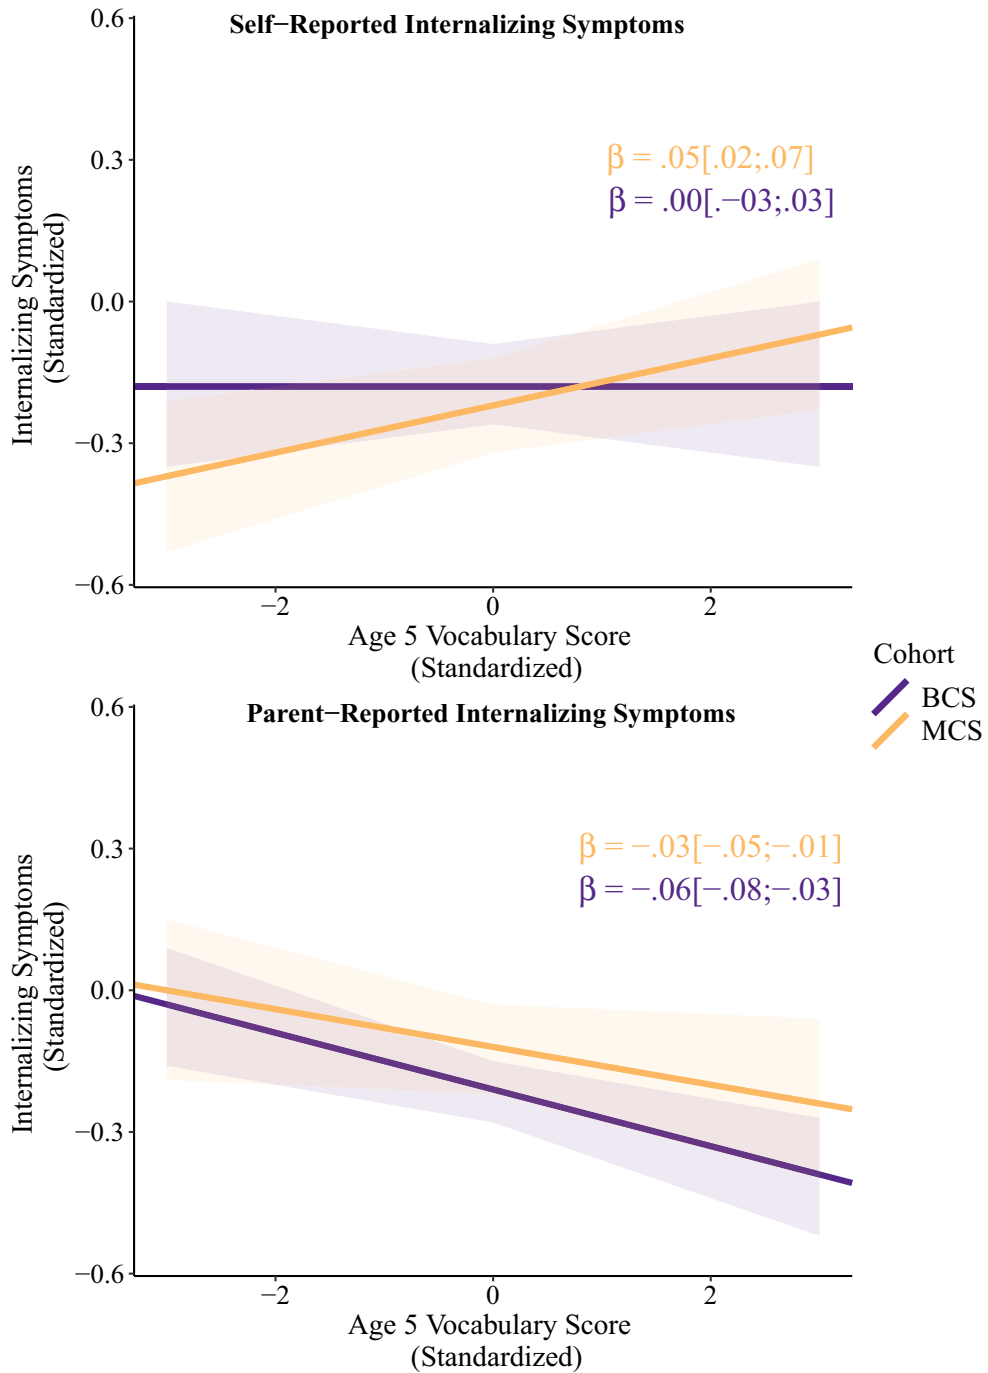 Self−Reported Internalizing Symptoms
0.6
0.3
0.0
−0.3
−0.6
Internalizing Symptoms
(Standardized)
β = .05[.02;.07]
β = .00[.−03;.03]
−2
0
2
Age 5 Vocabulary Score
(Standardized)
Cohort
BCS
MCS
Parent−Reported Internalizing Symptoms
0.6
0.3
0.0
−0.3
−0.6
Internalizing Symptoms
(Standardized)
β = −.03[−.05;−.01]
β = −.06[−.08;−.03]
−2
0
2
Age 5 Vocabulary Score
(Standardized)